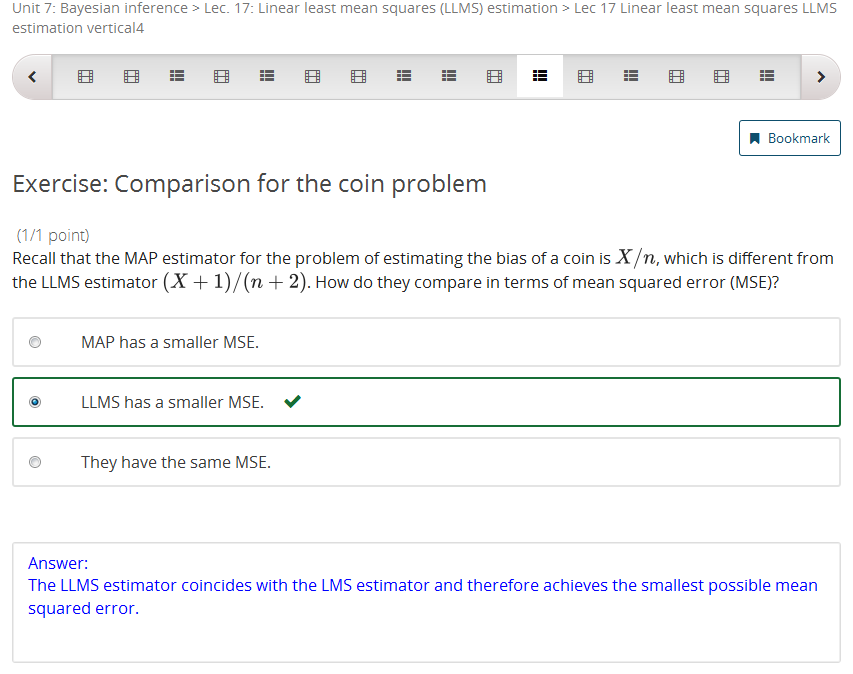 Unit 7: Bayesian inference > Lec. 17: Linear least mean squares (LLMS) estimation > Lec 17 Linear least mean squares LLMS
estimation vertical4
Bookmark
Exercise: Comparison for the coin problem
(1/1 point)
Recall that the MAP estimator for the problem of estimating the bias of a coin is X/n, which is different from
the LLMS estimator (X + 1)/(n + 2). How do they compare in terms of mean squared error (MSE)?
MAP has a smaller MSE.
LLMS has a smaller MSE.
They have the same MSE.
Answer:
The LLMS estimator coincides with the LMS estimator and therefore achieves the smallest possible mean
squared error.